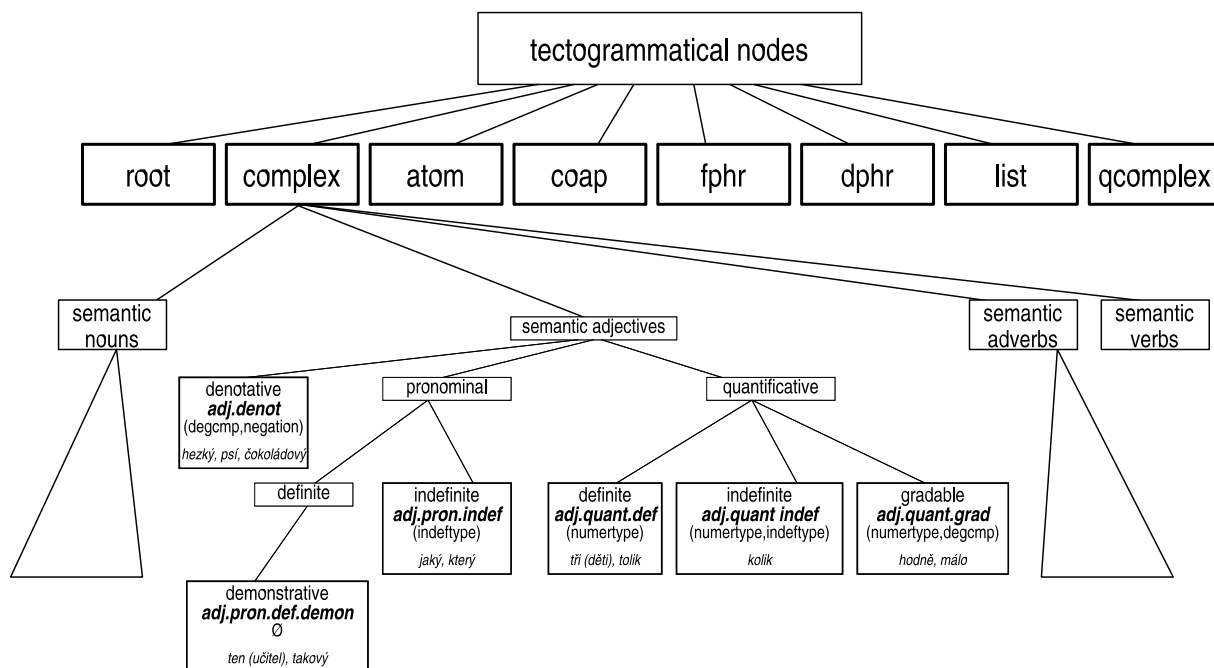 tectogrammatical nodes
root
complex
atom
coap
fphr
dphr
list
qcomplex
semantic
nouns
semantic adjectives
semantic
adverbs
semantic
verbs
denotative
adj.denot
(degcmp,negation)
hezký, psí, čokoládový
pronominal
quantificative
definite
indefinite
adj.pron.indef
(indeftype)
jaký, který
definite
adj.quant.def
(numertype)
tři (děti), tolik
indefinite
adj.quant indef
(numertype,indeftype)
kolik
gradable
adj.quant.grad
(numertype,degcmp)
hodně, málo
demonstrative
adj.pron.def.demon
Ø
ten (učitel), takový